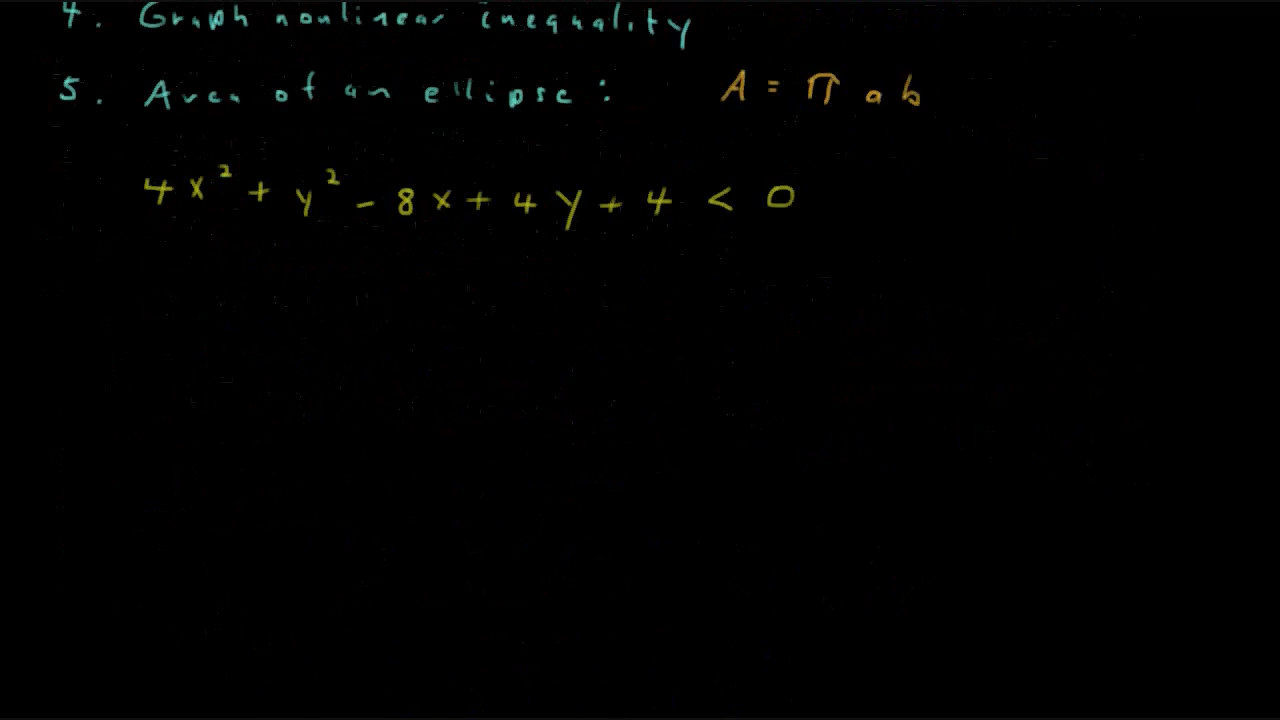 4. Graph nonlinear inequality
5. Area of an ellipse: A = π a b
4x² + y² - 8x + 4y + 4 < 0